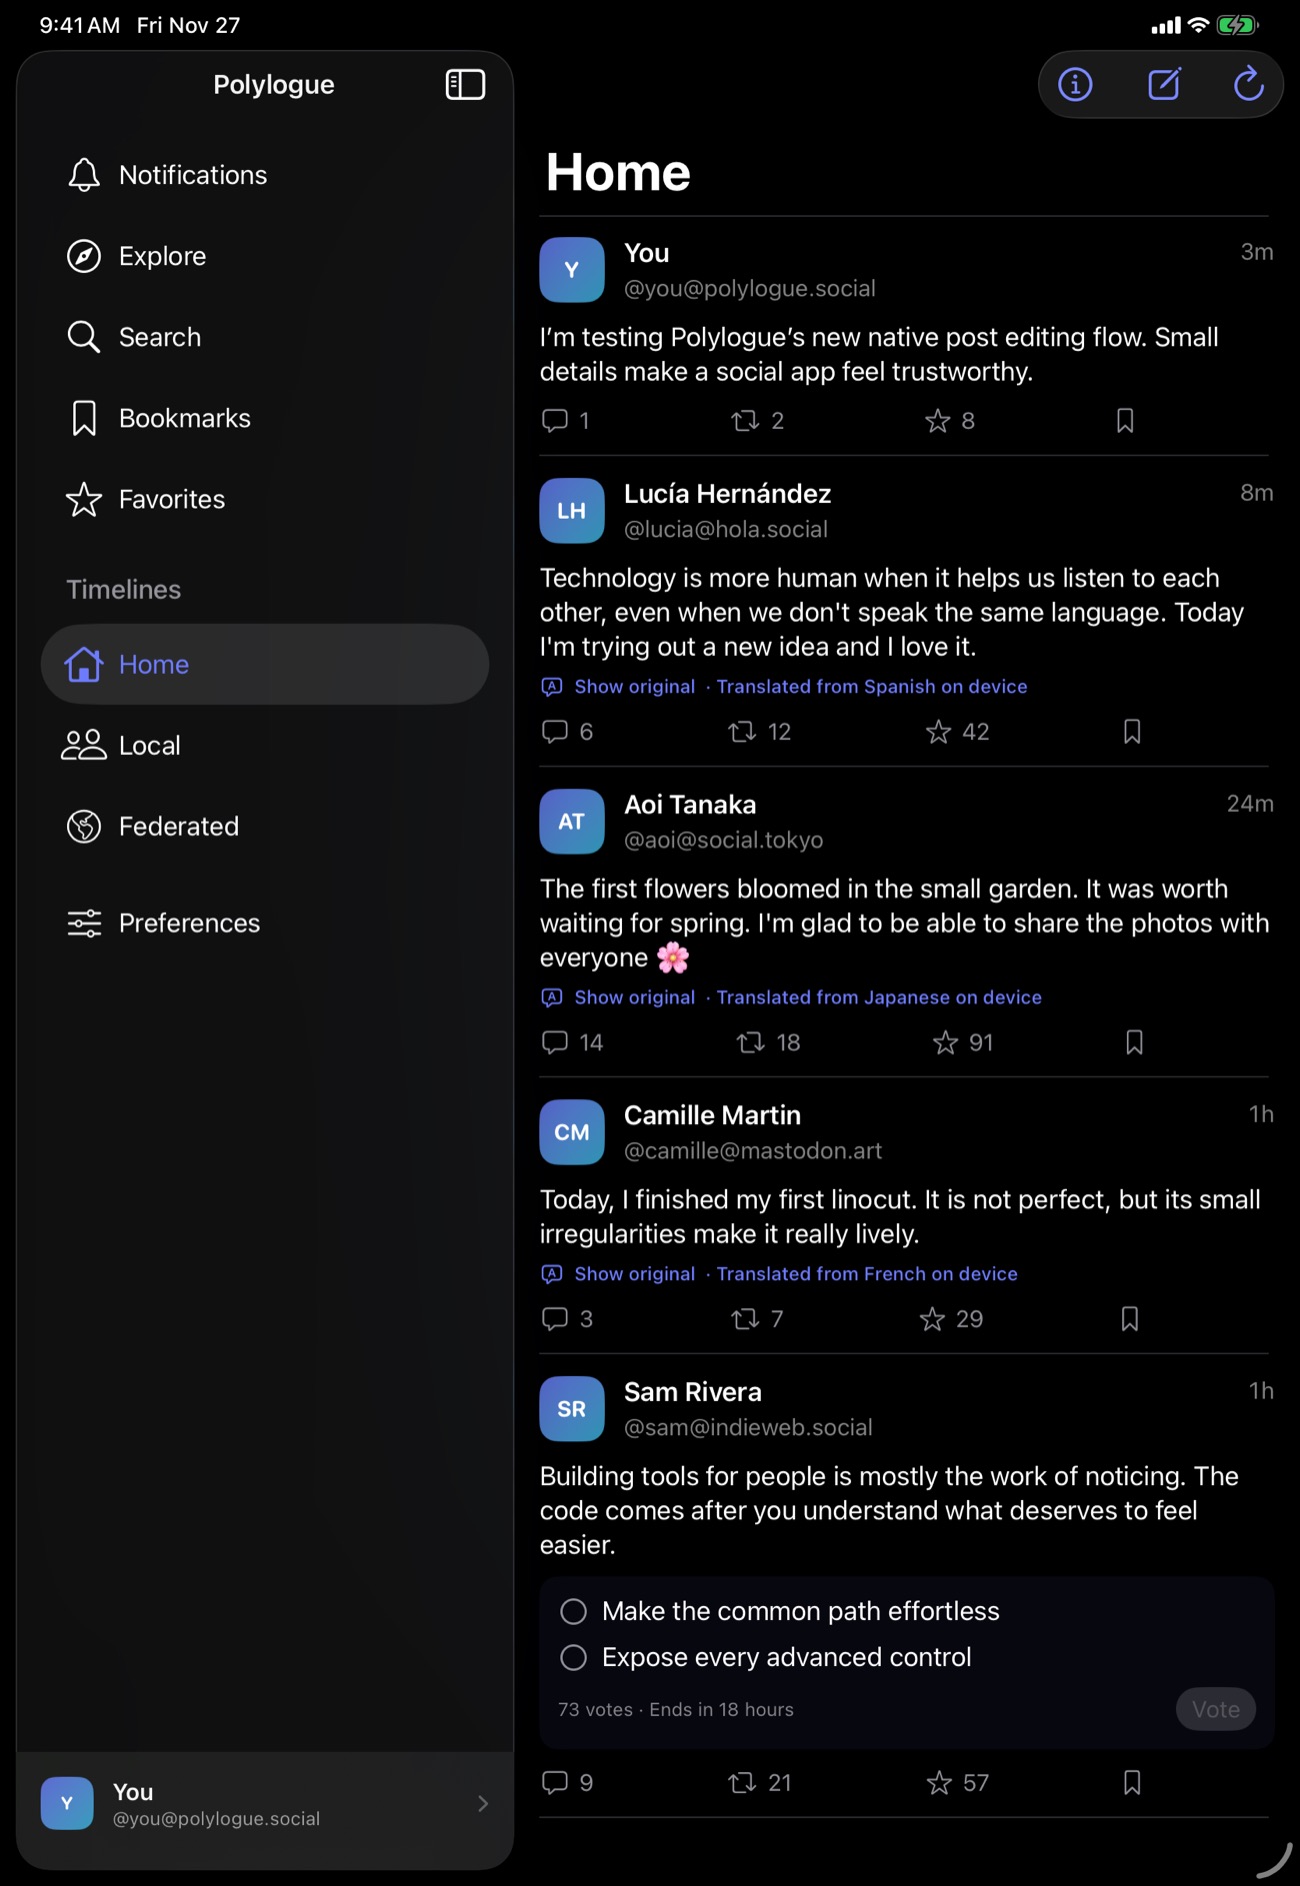 9:41 AM Fri Nov 27
Polylogue
Notifications
Explore
Search
Bookmarks
Favorites
Timelines
Home
Local
Federated
Preferences
You
@you@polylogue.social
Home
Y
You
3m
@you@polylogue.social
I’m testing Polylogue’s new native post editing flow. Small
details make a social app feel trustworthy.
1 2 8
LH
Lucía Hernández
8m
@lucia@hola.social
Technology is more human when it helps us listen to each
other, even when we don't speak the same language. Today
I'm trying out a new idea and I love it.
A Show original · Translated from Spanish on device
6 12 42
AT
Aoi Tanaka
24m
@aoi@social.tokyo
The first flowers bloomed in the small garden. It was worth
waiting for spring. I'm glad to be able to share the photos with
everyone 🌸
A Show original · Translated from Japanese on device
14 18 91
CM
Camille Martin
1h
@camille@mastodon.art
Today, I finished my first linocut. It is not perfect, but its small
irregularities make it really lively.
A Show original · Translated from French on device
3 7 29
SR
Sam Rivera
1h
@sam@indieweb.social
Building tools for people is mostly the work of noticing. The
code comes after you understand what deserves to feel
easier.
Make the common path effortless
Expose every advanced control
73 votes · Ends in 18 hours
Vote
9 21 57
Y